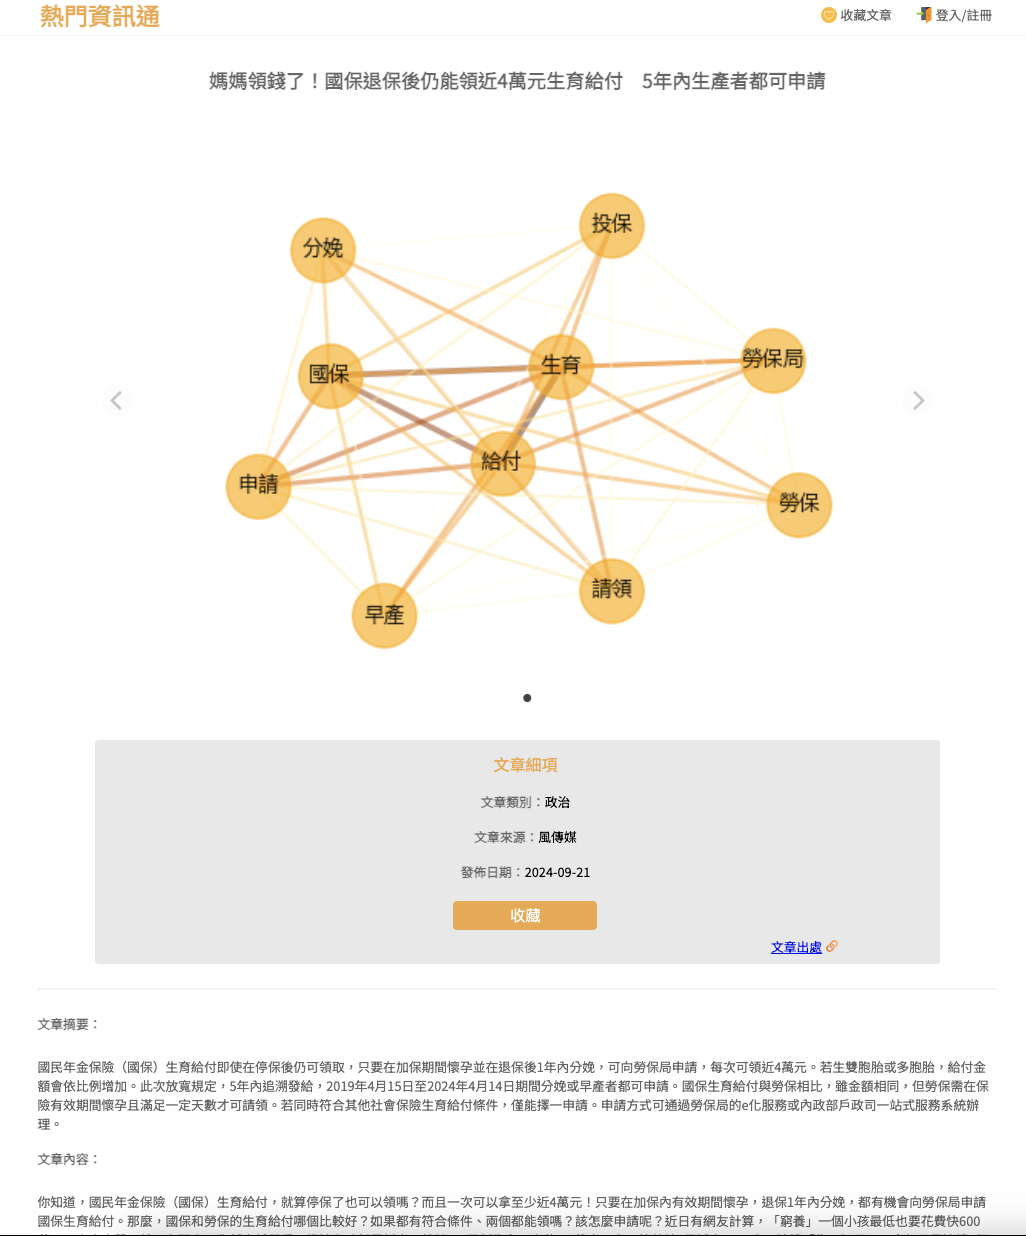 熱門資訊通
收藏文章 登入/註冊
媽媽領錢了！國保退保後仍能領近4萬元生育給付 5年內生產者都可申請
投保
分娩
勞保局
生育
國保
給付
申請
勞保
請領
早產
文章細項
文章類別：政治
文章來源：風傳媒
發佈日期：2024-09-21
收藏
文章出處
文章摘要：
國民年金保險（國保）生育給付即使在停保後仍可領取，只要在加保期間懷孕並在退保後1年內分娩，可向勞保局申請，每次可領近4萬元。若生雙胞胎或多胞胎，給付金
額會依比例增加。此次放寬規定，5年內追溯發給，2019年4月15日至2024年4月14日期間分娩或早產者都可申請。國保生育給付與勞保相比，雖金額相同，但勞保需在保
險有效期間懷孕且滿足一定天數才可請領。若同時符合其他社會保險生育給付條件，僅能擇一申請。申請方式可通過勞保局的e化服務或內政部戶政司一站式服務系統辦
理。
文章內容：
你知道，國民年金保險（國保）生育給付，就算停保了也可以領嗎？而且一次可以拿至少近4萬元！只要在加保內有效期間懷孕，退保1年內分娩，都有機會向勞保局申請
國保生育給付。那麼，國保和勞保的生育給付哪個比較好？如果都有符合條件、兩個都能領嗎？該怎麼申請呢？近日有網友計算，「窮養」一個小孩最低也要花費快600